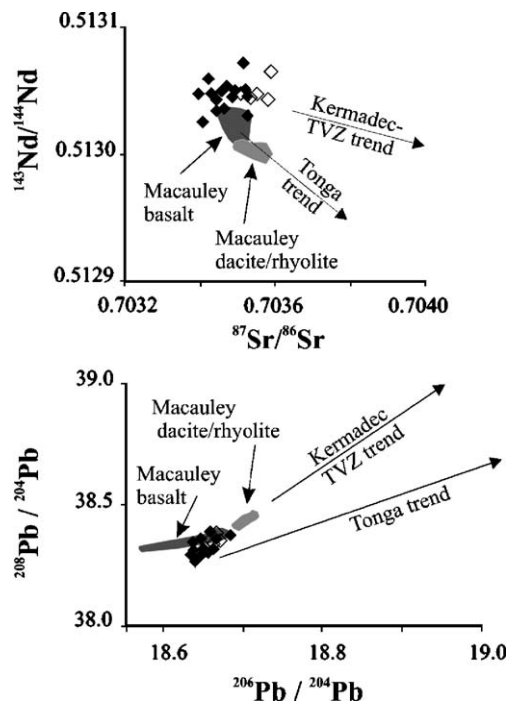 0.5131
0.5130
0.5129
¹⁴³Nd/¹⁴⁴Nd
Kermadec-
TVZ trend
Tonga
trend
Macauley
basalt
Macauley
dacite/rhyolite
0.7032
0.7036
0.7040
⁸⁷Sr/⁸⁶Sr
39.0
38.5
38.0
²⁰⁸Pb / ²⁰⁴Pb
Macauley
dacite/rhyolite
Macauley
basalt
Kermadec
TVZ trend
Tonga trend
18.6
18.8
19.0
²⁰⁶Pb / ²⁰⁴Pb